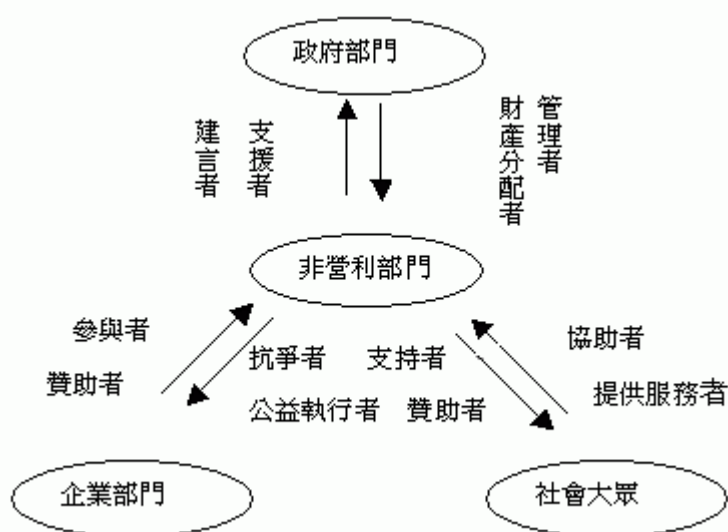 政府部門
建言者
支援者
財產分配者
管理者
非營利部門
參與者
贊助者
抗爭者
公益執行者
支持者
贊助者
協助者
提供服務者
企業部門
社會大眾